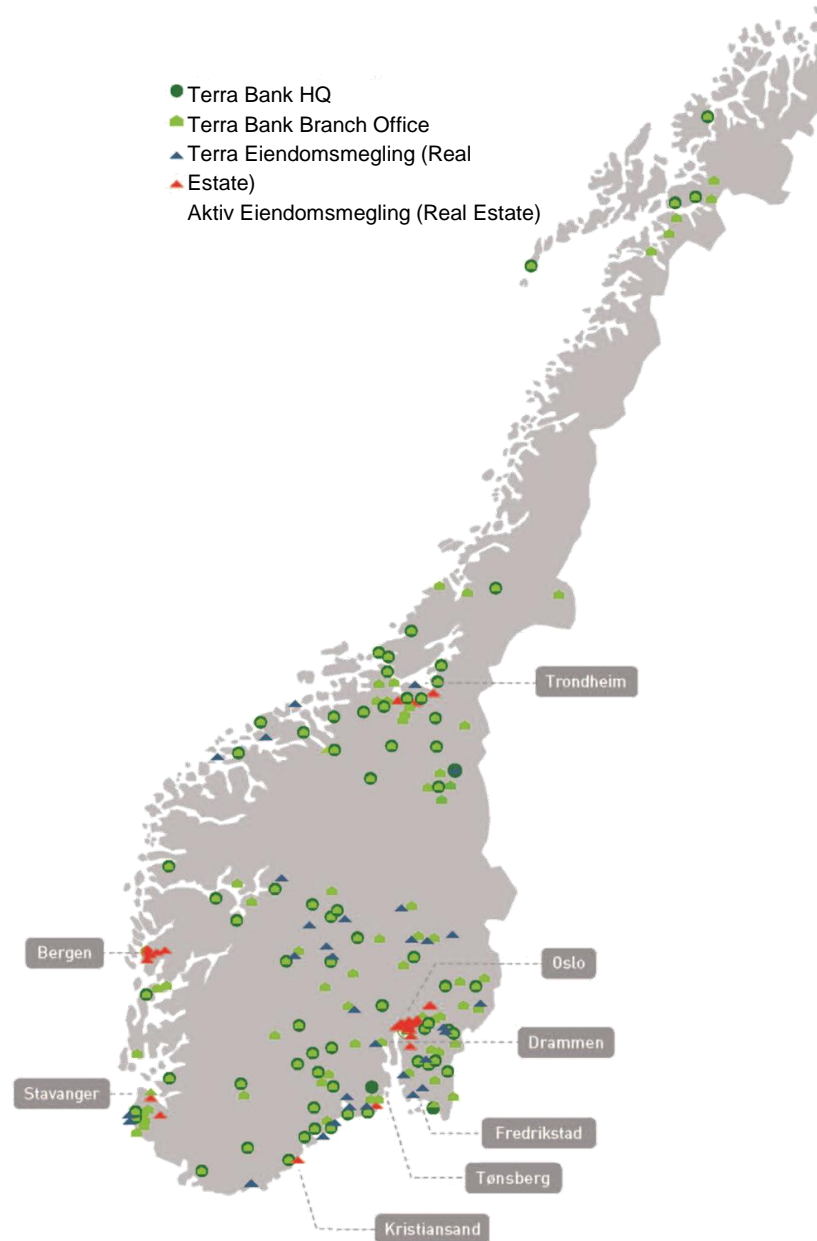 Terra Bank HQ
Terra Bank Branch Office
Terra Eiendomsmegling (Real
Estate)
Aktiv Eiendomsmegling (Real Estate)
Trondheim
Bergen
Oslo
Drammen
Stavanger
Fredrikstad
Tønsberg
Kristiansand